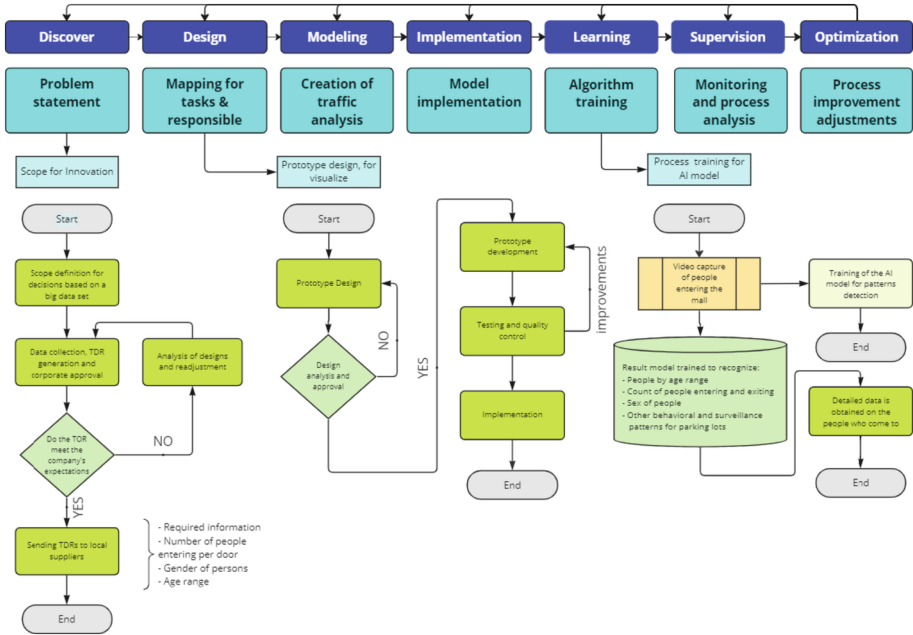 Discover
Design
Modeling
Implementation
Learning
Supervision
Optimization
Problem
statement
Mapping for
tasks &
responsible
Creation of
traffic
analysis
Model
implementation
Algorithm
training
Monitoring
and process
analysis
Process
improvement
adjustments
Scope for Innovation
Prototype design, for
visualize
Process training for
AI model
Start
Scope definition for
decisions based on a
big data set
Data collection, TDR
generation and
corporate approval
Analysis of designs
and readjustment
Do the TOR
meet the
company's
expectations
NO
YES
Sending TDRs to local
suppliers
- Required information
- Number of people
entering per door
- Gender of persons
- Age range
End
Start
Prototype Design
Design
analysis and
approval
NO
YES
Prototype
development
Testing and quality
control
improvements
Implementation
End
Start
Video capture
of people
entering the
mall
Training of the AI
model for patterns
detection
End
Result model trained to recognize:
- People by age range
- Count of people entering and exiting
- Sex of people
- Other behavioral and surveillance
patterns for parking lots
Detailed data is
obtained on the
people who come to
End